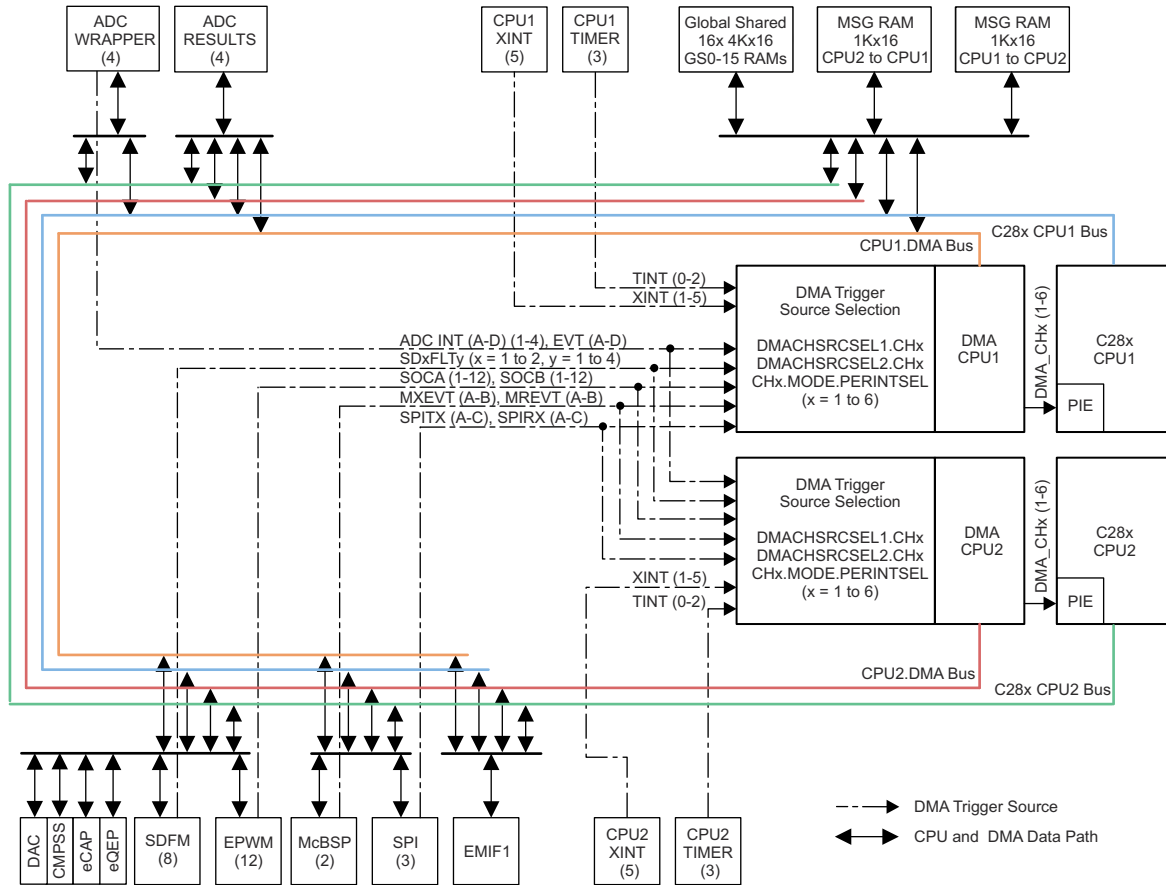 ADC
WRAPPER
(4)
ADC
RESULTS
(4)
CPU1
XINT
(5)
CPU1
TIMER
(3)
Global Shared
16x 4Kx16
GS0-15 RAMs
MSG RAM
1Kx16
CPU2 to CPU1
MSG RAM
1Kx16
CPU1 to CPU2
C28x CPU1 Bus
CPU1.DMA Bus
TINT (0-2)
XINT (1-5)
ADC INT (A-D) (1-4), EVT (A-D)
SDxFLTy (x = 1 to 2, y = 1 to 4)
SOCA (1-12), SOCB (1-12)
MXEVT (A-B), MREVT (A-B)
SPITX (A-C), SPIRX (A-C)
DMA Trigger
Source Selection
DMACHSRCSEL1.CHx
DMACHSRCSEL2.CHx
CHx.MODE.PERINTSEL
(x = 1 to 6)
DMA
CPU1
DMA_CHx (1-6)
C28x
CPU1
PIE
DMA Trigger
Source Selection
DMACHSRCSEL1.CHx
DMACHSRCSEL2.CHx
CHx.MODE.PERINTSEL
(x = 1 to 6)
DMA
CPU2
DMA_CHx (1-6)
C28x
CPU2
PIE
XINT (1-5)
TINT (0-2)
CPU2.DMA Bus
C28x CPU2 Bus
DAC
CMPSS
eCAP
eQEP
SDFM
(8)
EPWM
(12)
McBSP
(2)
SPI
(3)
EMIF1
CPU2
XINT
(5)
CPU2
TIMER
(3)
DMA Trigger Source
CPU and DMA Data Path